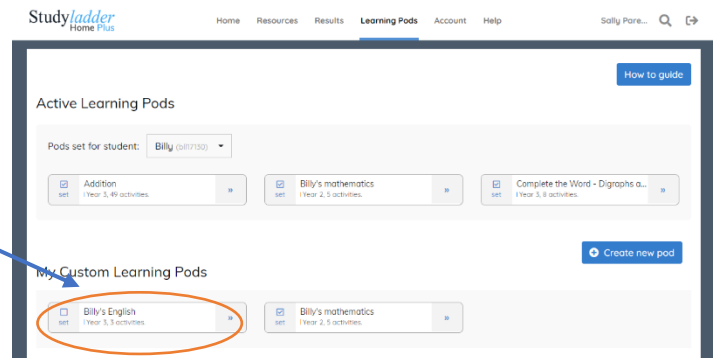 Studyladder
Home Plus
Home Resources Results Learning Pods Account Help Sally Pare...
How to guide
Active Learning Pods
Pods set for student: Billy (bill17130)
set Addition
Year 3, 49 activities.
set Billy's mathematics
Year 2, 5 activities.
set Complete the Word - Digraphs a...
Year 3, 8 activities.
Create new pod
My Custom Learning Pods
set Billy's English
Year 3, 3 activities.
set Billy's mathematics
Year 2, 5 activities.